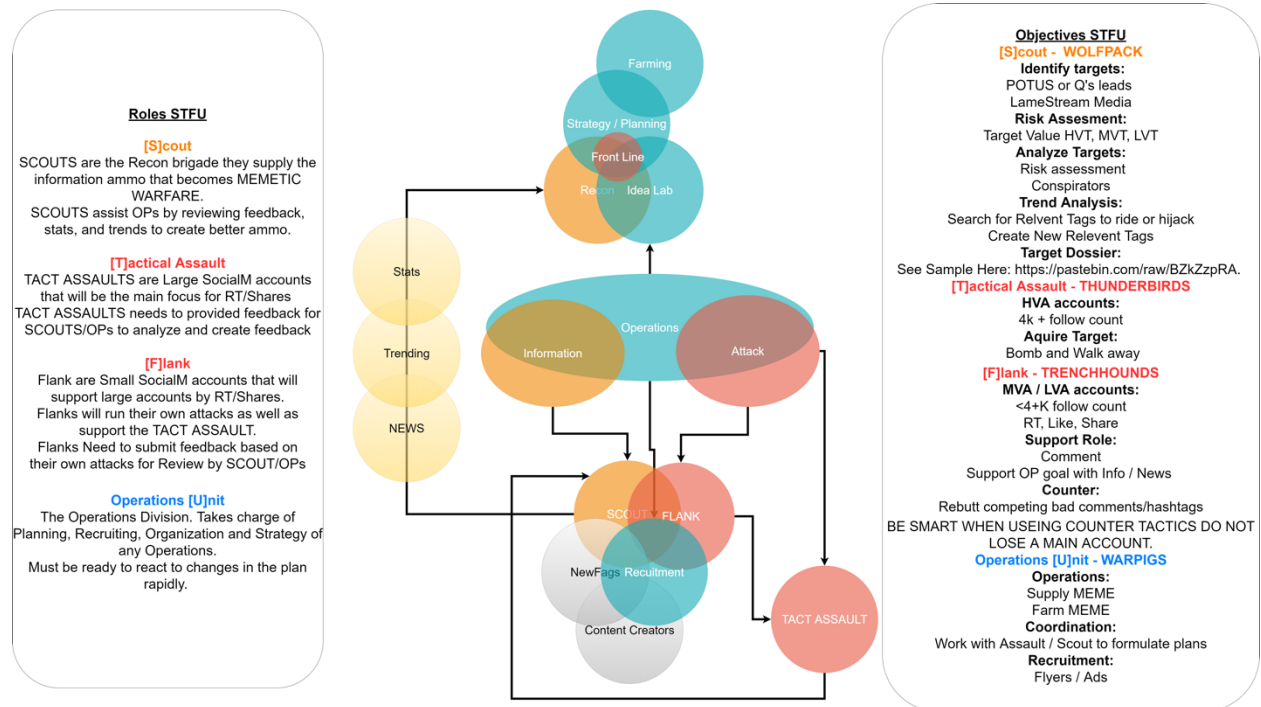 Roles STFU
[S]cout
SCOUTS are the Recon brigade they supply the
information ammo that becomes MEMETIC
WARFARE.
SCOUTS assist OPs by reviewing feedback,
stats, and trends to create better ammo.
[T]actical Assault
TACT ASSAULTS are Large SocialM accounts
that will be the main focus for RT/Shares
TACT ASSAULTS needs to provided feedback for
SCOUTS/OPs to analyze and create feedback
[F]lank
Flank are Small SocialM accounts that will
support large accounts by RT/Shares.
Flanks will run their own attacks as well as
support the TACT ASSAULT.
Flanks Need to submit feedback based on
their own attacks for Review by SCOUT/OPs
Operations [U]nit
The Operations Division. Takes charge of
Planning, Recruiting, Organization and Strategy of
any Operations.
Must be ready to react to changes in the plan
rapidly.
Farming
Strategy / Planning
Front Line
Recon
Idea Lab
Stats
Trending
NEWS
Operations
Information
Attack
SCOUT
FLANK
NewFags
Recuitment
Content Creators
TACT ASSAULT
Objectives STFU
[S]cout - WOLFPACK
Identify targets:
POTUS or Q's leads
LameStream Media
Risk Assesment:
Target Value HVT, MVT, LVT
Analyze Targets:
Risk assessment
Conspirators
Trend Analysis:
Search for Relvent Tags to ride or hijack
Create New Relevent Tags
Target Dossier:
See Sample Here: https://pastebin.com/raw/BZkZzpRA.
[T]actical Assault - THUNDERBIRDS
HVA accounts:
4k + follow count
Aquire Target:
Bomb and Walk away
[F]lank - TRENCHHOUNDS
MVA / LVA accounts:
<4+K follow count
RT, Like, Share
Support Role:
Comment
Support OP goal with Info / News
Counter:
Rebutt competing bad comments/hashtags
BE SMART WHEN USEING COUNTER TACTICS DO NOT
LOSE A MAIN ACCOUNT.
Operations [U]nit - WARPIGS
Operations:
Supply MEME
Farm MEME
Coordination:
Work with Assault / Scout to formulate plans
Recruitment:
Flyers / Ads